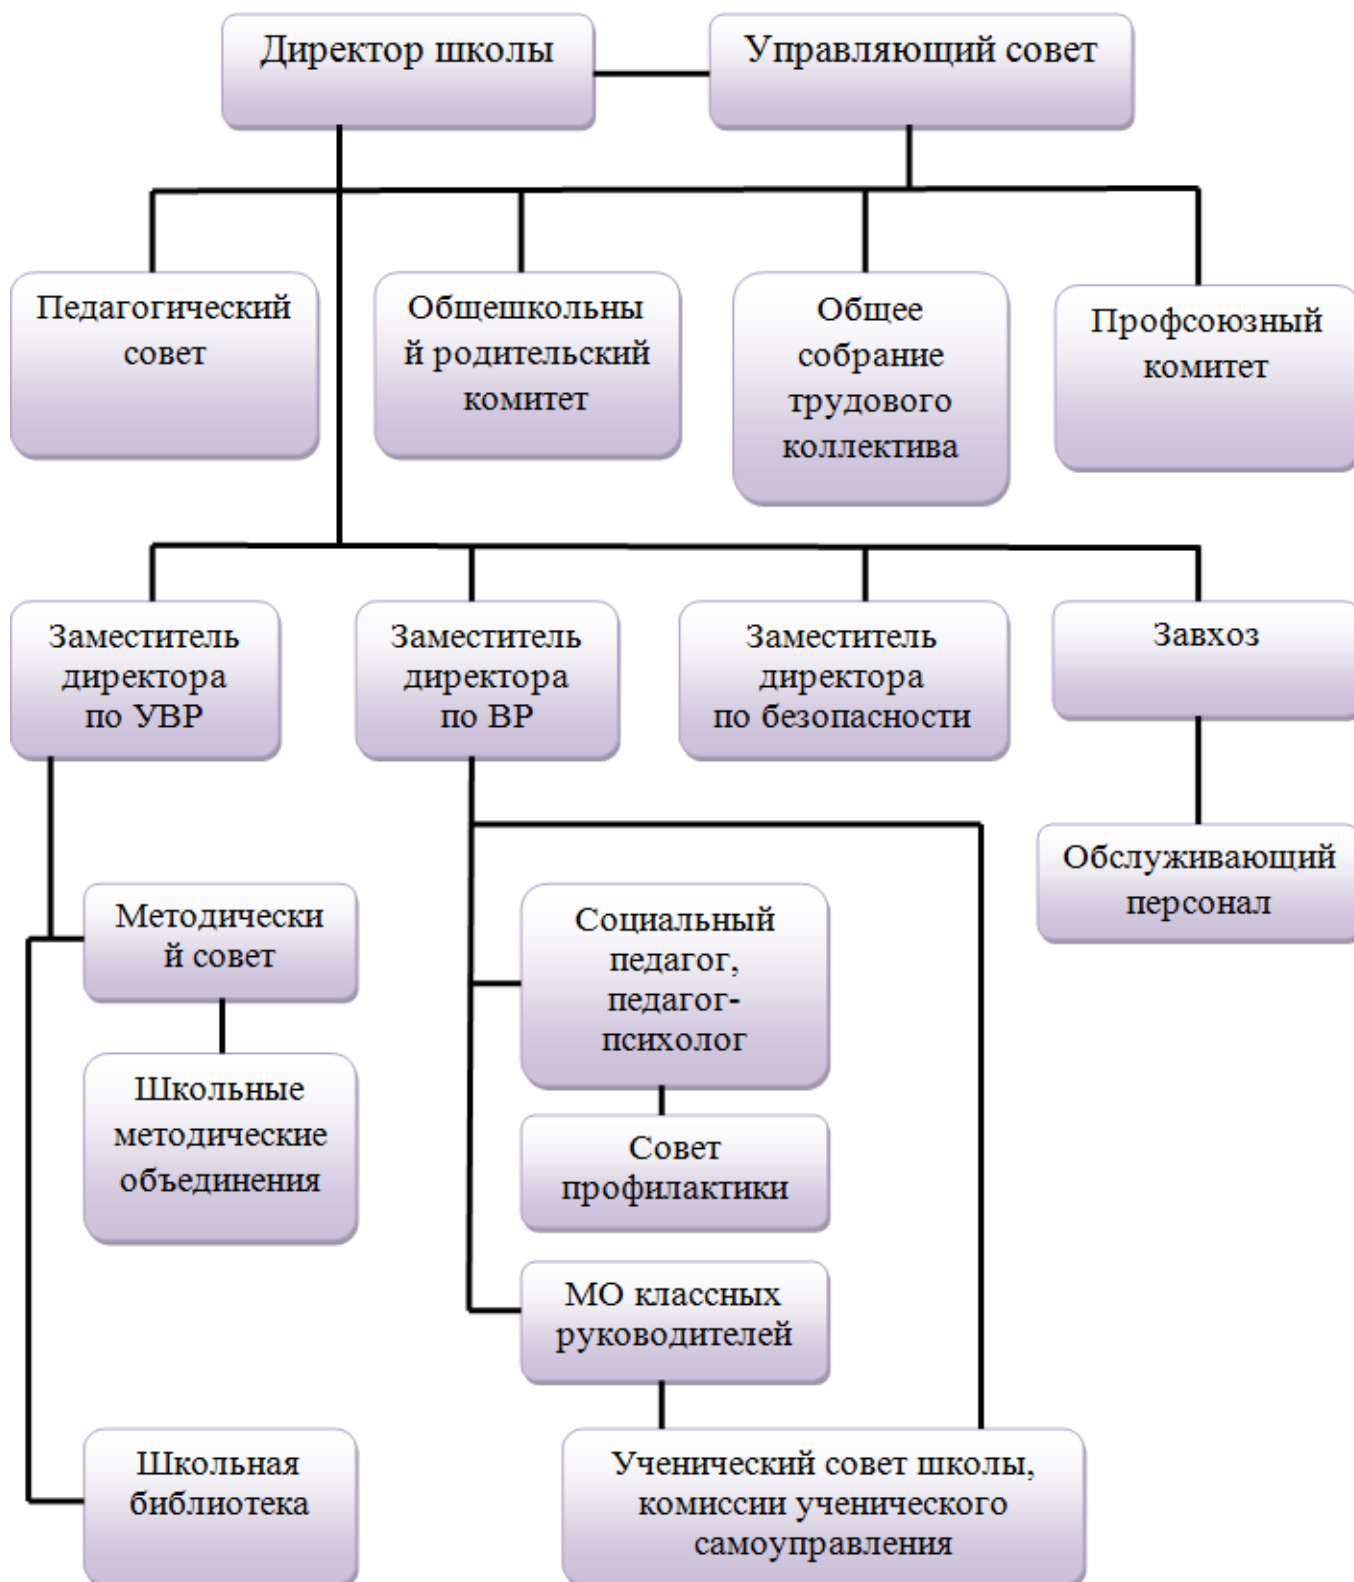 Директор школы
Управляющий совет
Педагогический
совет
Общешкольны
й родительский
комитет
Общее
собрание
трудового
коллектива
Профсоюзный
комитет
Заместитель
директора
по УВР
Заместитель
директора
по ВР
Заместитель
директора
по безопасности
Завхоз
Обслуживающий
персонал
Методически
й совет
Социальный
педагог,
педагог-
психолог
Школьные
методические
объединения
Совет
профилактики
МО классных
руководителей
Школьная
библиотека
Ученический совет школы,
комиссии ученического
самоуправления